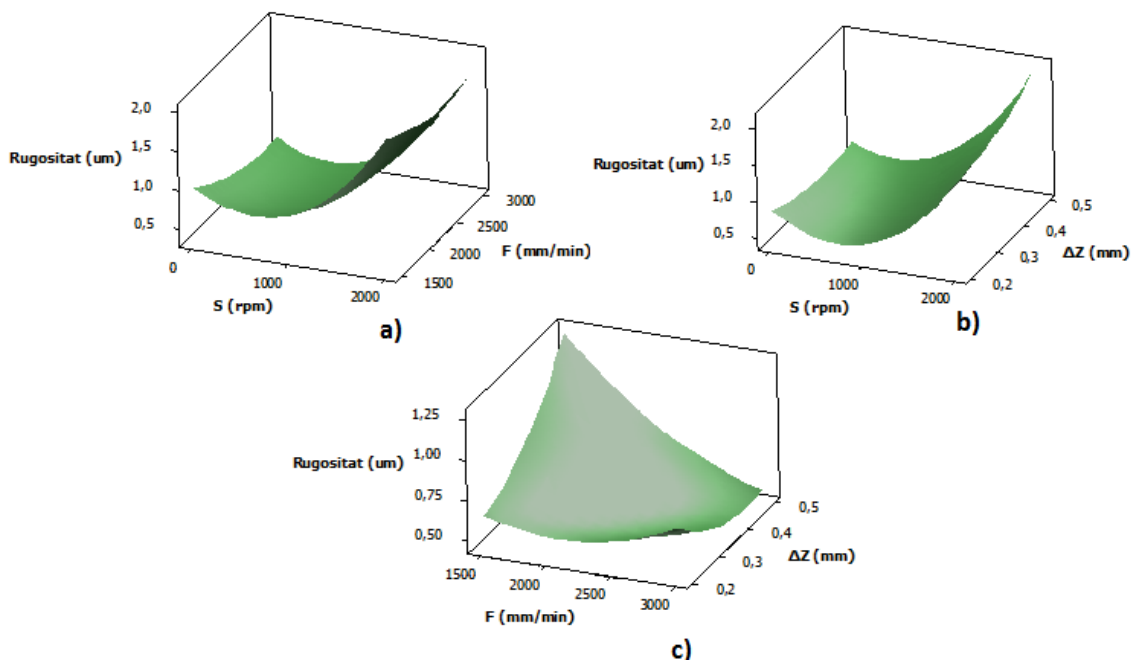 2,0
1,5
Rugositat (um)
1,0
0,5
0
1000
2000
S (rpm)
3000
2500
F (mm/min)
2000
1500
a)
2,0
Rugositat (um)
1,5
1,0
0,5
0
1000
2000
S (rpm)
0,5
0,4
ΔZ (mm)
0,3
0,2
b)
1,25
1,00
Rugositat (um)
0,75
0,50
1500
2000
2500
3000
F (mm/min)
0,5
0,4
ΔZ (mm)
0,3
0,2
c)